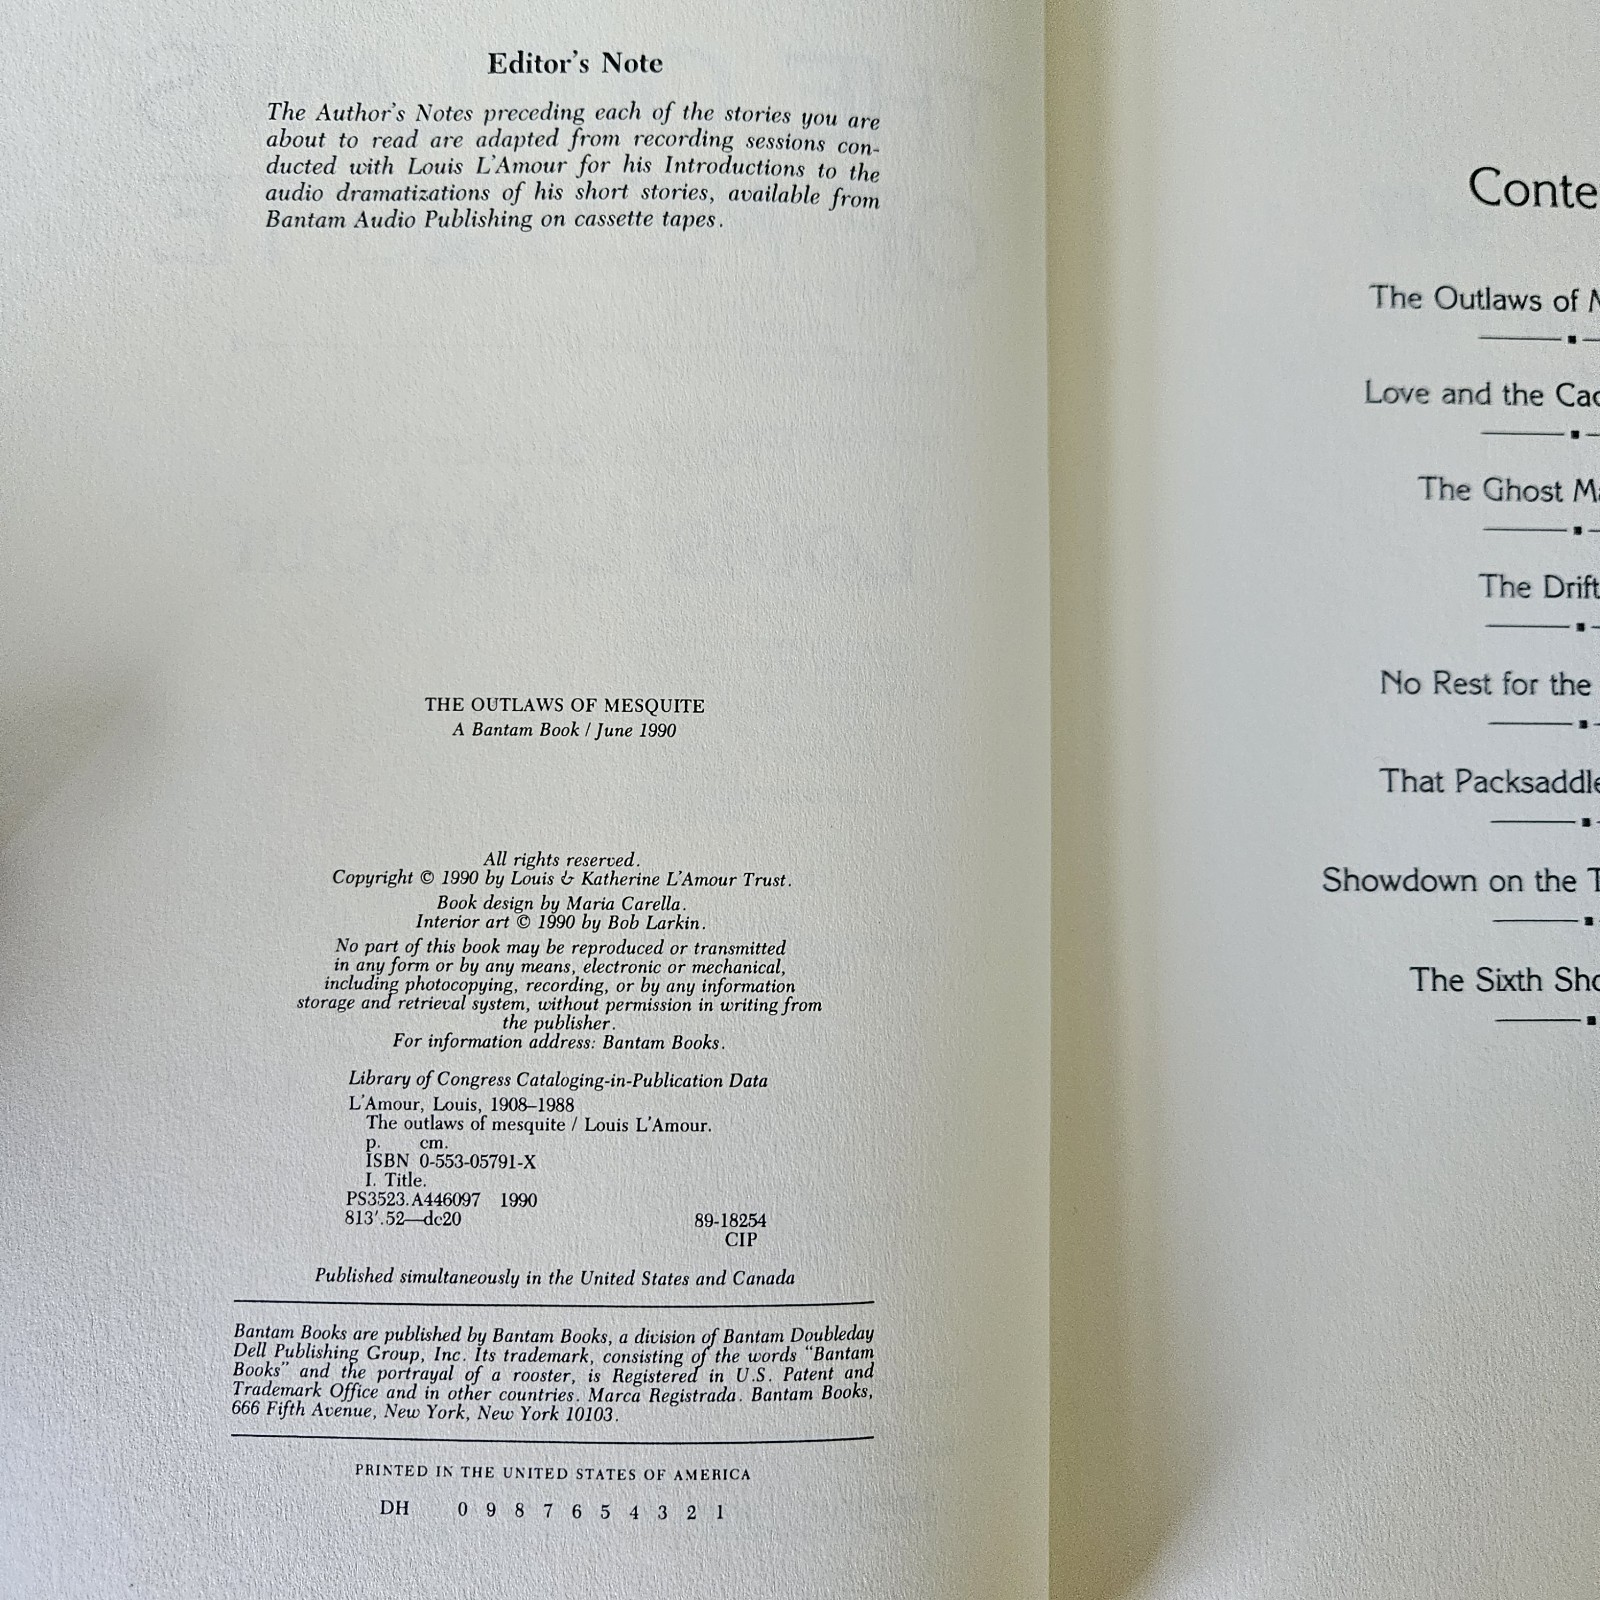 Editor's Note
The Author's Notes preceding each of the stories you are
about to read are adapted from recording sessions con-
ducted with Louis L'Amour for his Introductions to the
audio dramatizations of his short stories, available from
Bantam Audio Publishing on cassette tapes.
THE OUTLAWS OF MESQUITE
A Bantam Book / June 1990
All rights reserved.
Copyright © 1990 by Louis & Katherine L'Amour Trust.
Book design by Maria Carella.
Interior art © 1990 by Bob Larkin.
No part of this book may be reproduced or transmitted
in any form or by any means, electronic or mechanical,
including photocopying, recording, or by any information
storage and retrieval system, without permission in writing from
the publisher.
For information address: Bantam Books.
Library of Congress Cataloging-in-Publication Data
L'Amour, Louis, 1908–1988
The outlaws of mesquite / Louis L'Amour.
p. cm.
ISBN 0-553-05791-X
I. Title.
PS3523.A446097 1990
813'.52—dc20 89-18254
CIP
Published simultaneously in the United States and Canada
Bantam Books are published by Bantam Books, a division of Bantam Doubleday
Dell Publishing Group, Inc. Its trademark, consisting of the words "Bantam
Books" and the portrayal of a rooster, is Registered in U.S. Patent and
Trademark Office and in other countries. Marca Registrada. Bantam Books,
666 Fifth Avenue, New York, New York 10103.
PRINTED IN THE UNITED STATES OF AMERICA
DH 0 9 8 7 6 5 4 3 2 1
Conte
The Outlaws of
Love and the Cac
The Ghost Ma
The Drift
No Rest for the
That Packsaddle
Showdown on the T
The Sixth Sho